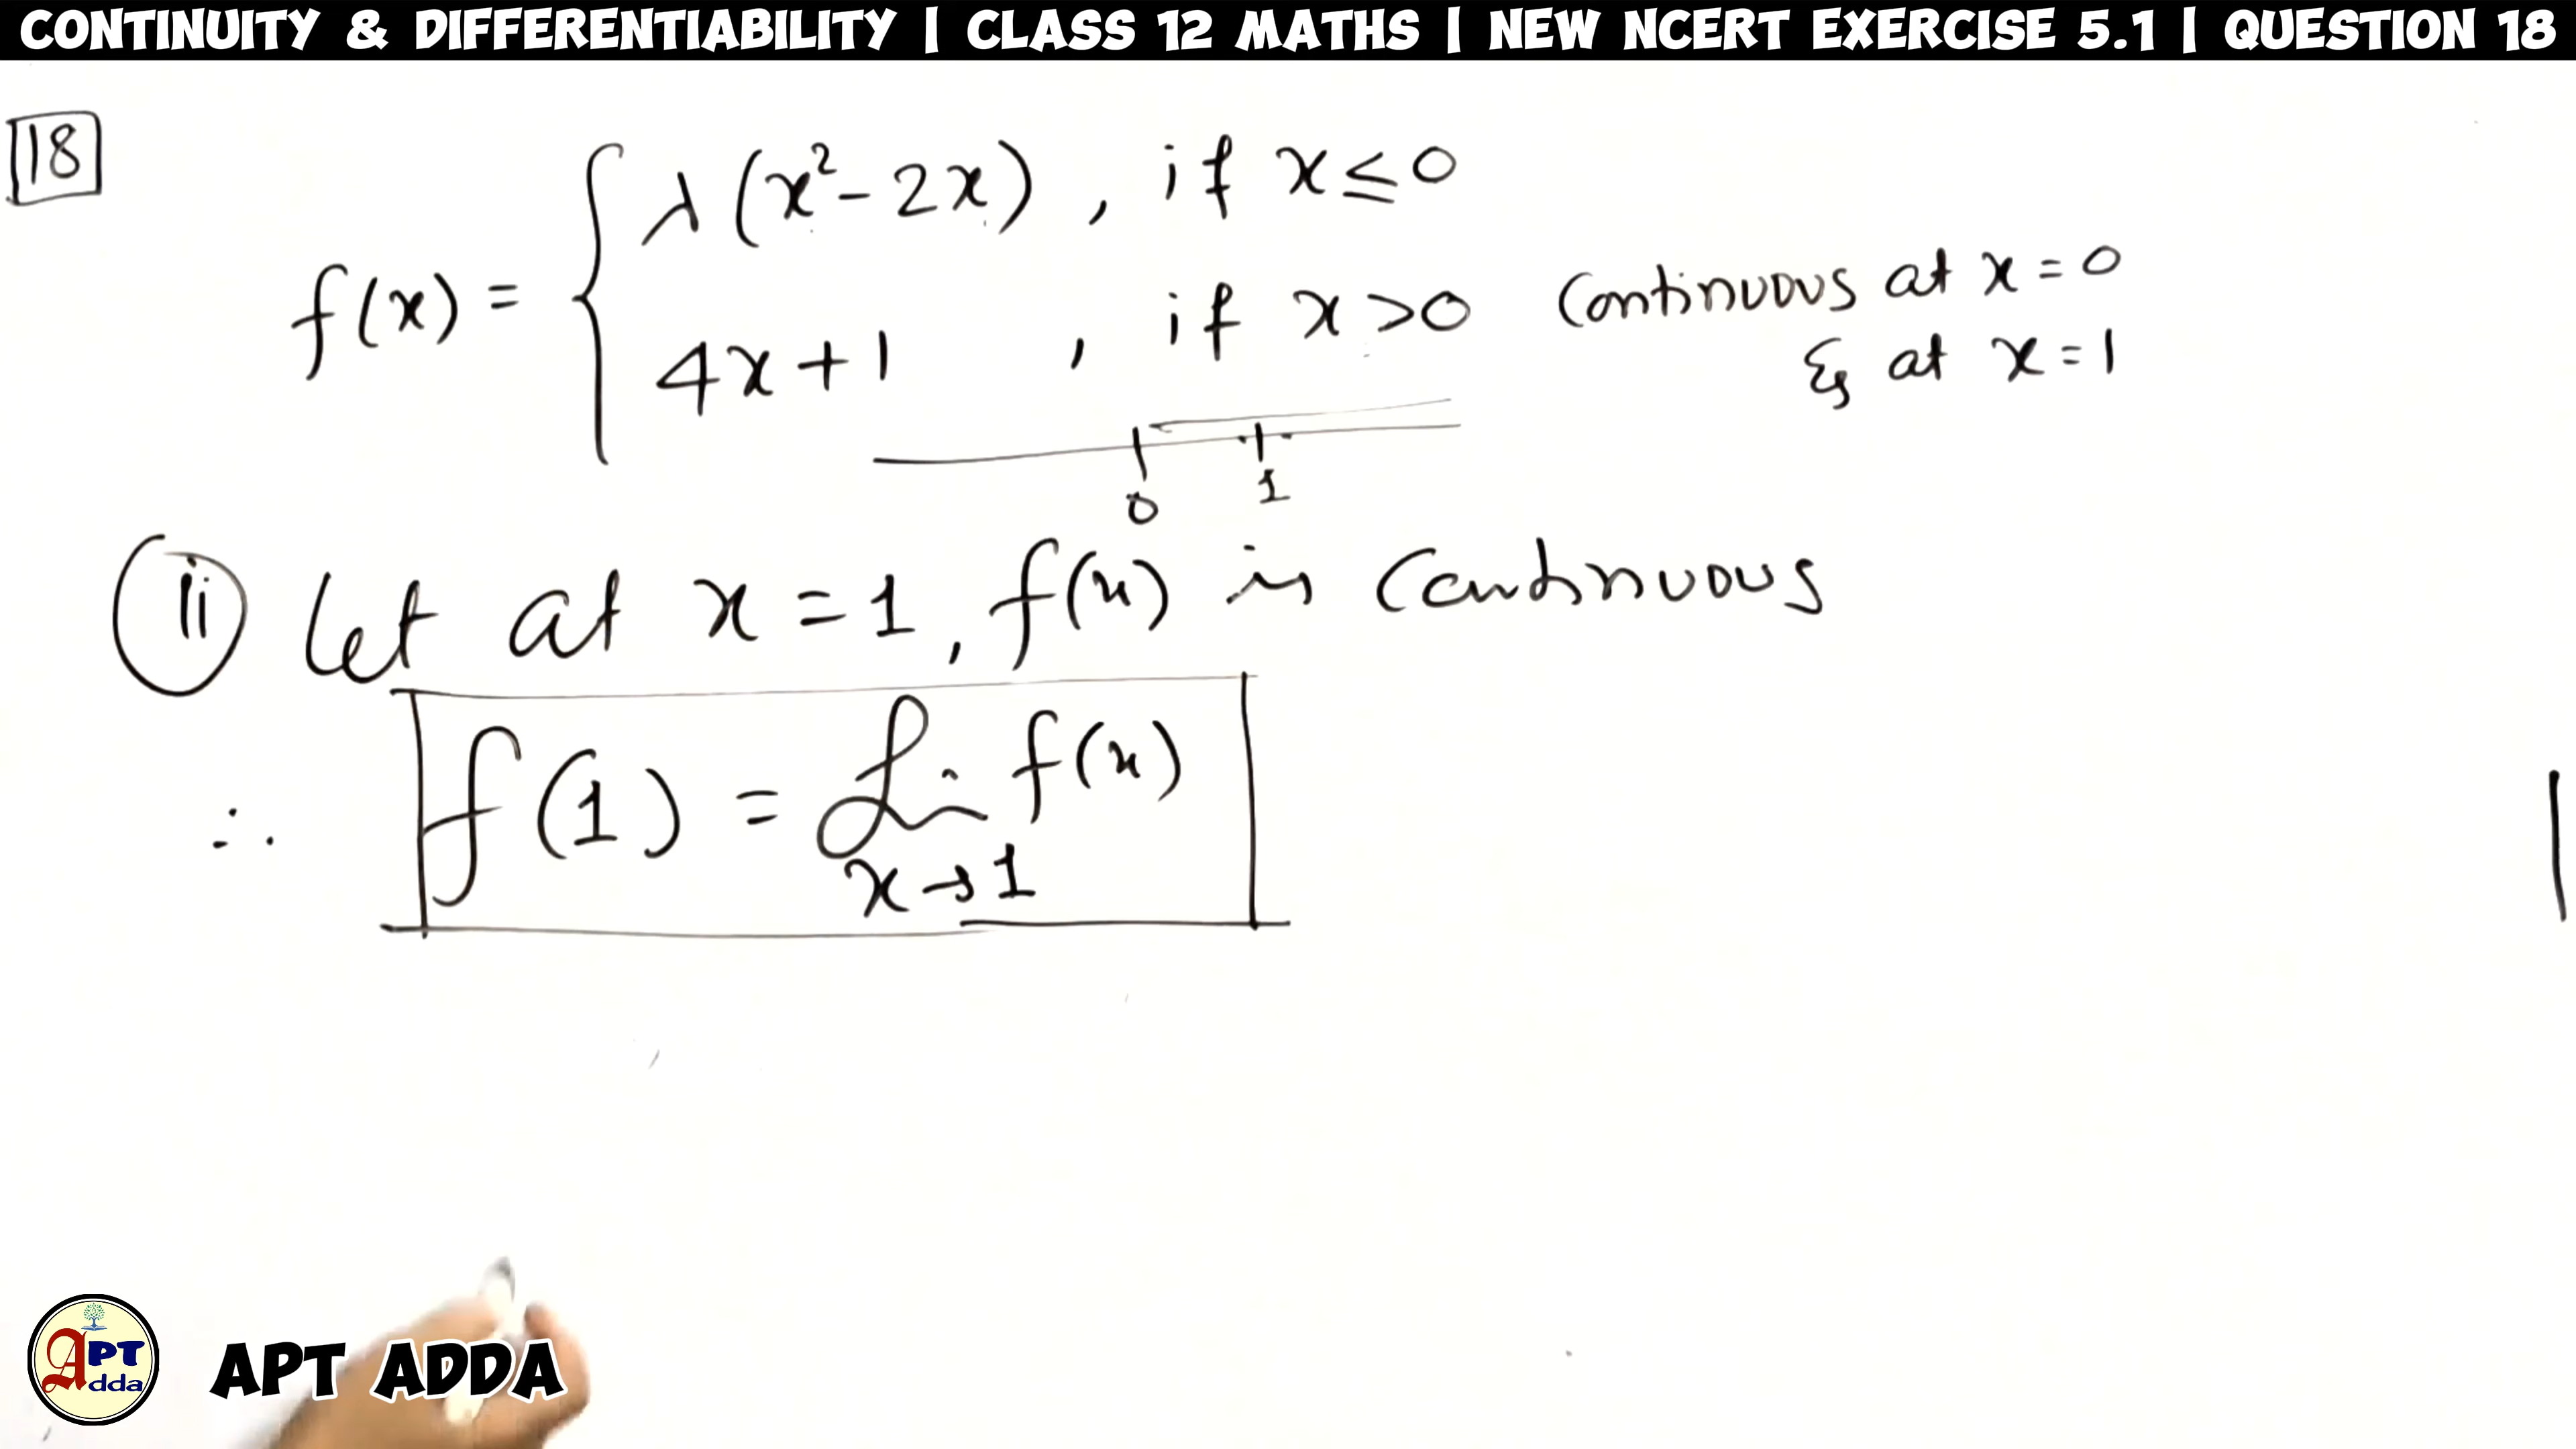 CONTINUITY & DIFFERENTIABILITY | CLASS 12 MATHS | NEW NCERT EXERCISE 5.1 | QUESTION 18
18
f(x) = { λ(x²-2x) , if x ≤ 0
4x+1 , if x > 0
Continuous at x = 0
& at x = 1
0 1
ii Let at x = 1, f(x) is continuous
∴ f(1) = Lim f(x)
x→1
APT
Adda
APT ADDA